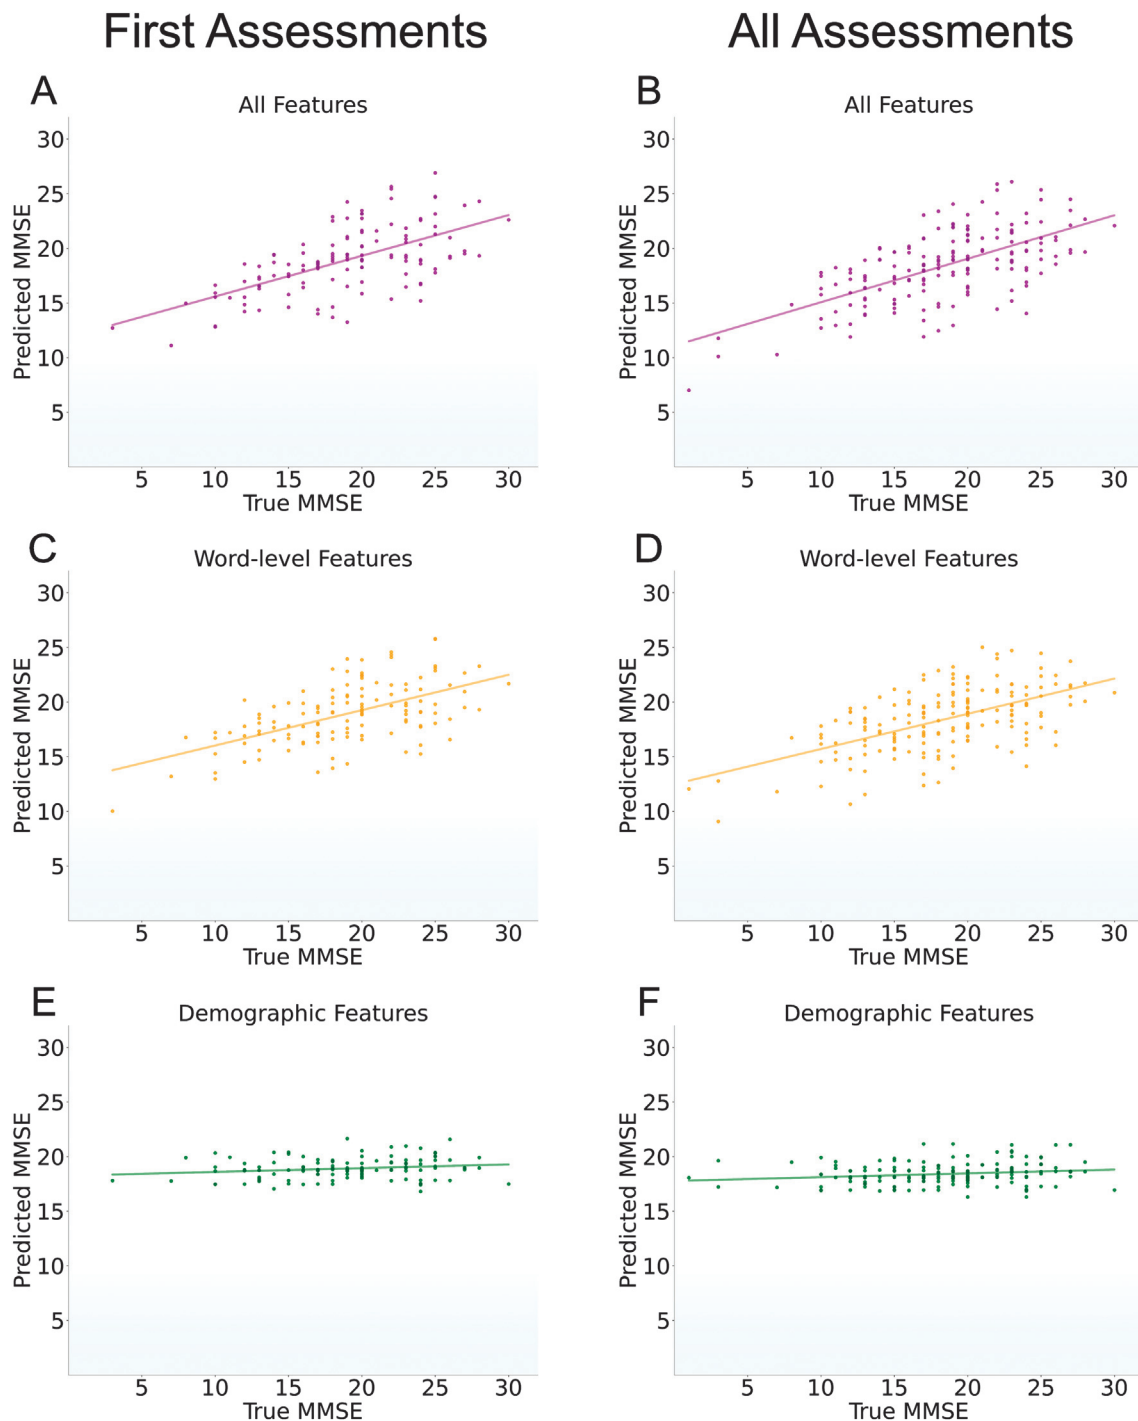 First Assessments
All Assessments
A
All Features
30
25
20
15
10
5
Predicted MMSE
5 10 15 20 25 30
True MMSE
B
All Features
30
25
20
15
10
5
Predicted MMSE
5 10 15 20 25 30
True MMSE
C
Word-level Features
30
25
20
15
10
5
Predicted MMSE
5 10 15 20 25 30
True MMSE
D
Word-level Features
30
25
20
15
10
5
Predicted MMSE
5 10 15 20 25 30
True MMSE
E
Demographic Features
30
25
20
15
10
5
Predicted MMSE
5 10 15 20 25 30
True MMSE
F
Demographic Features
30
25
20
15
10
5
Predicted MMSE
5 10 15 20 25 30
True MMSE